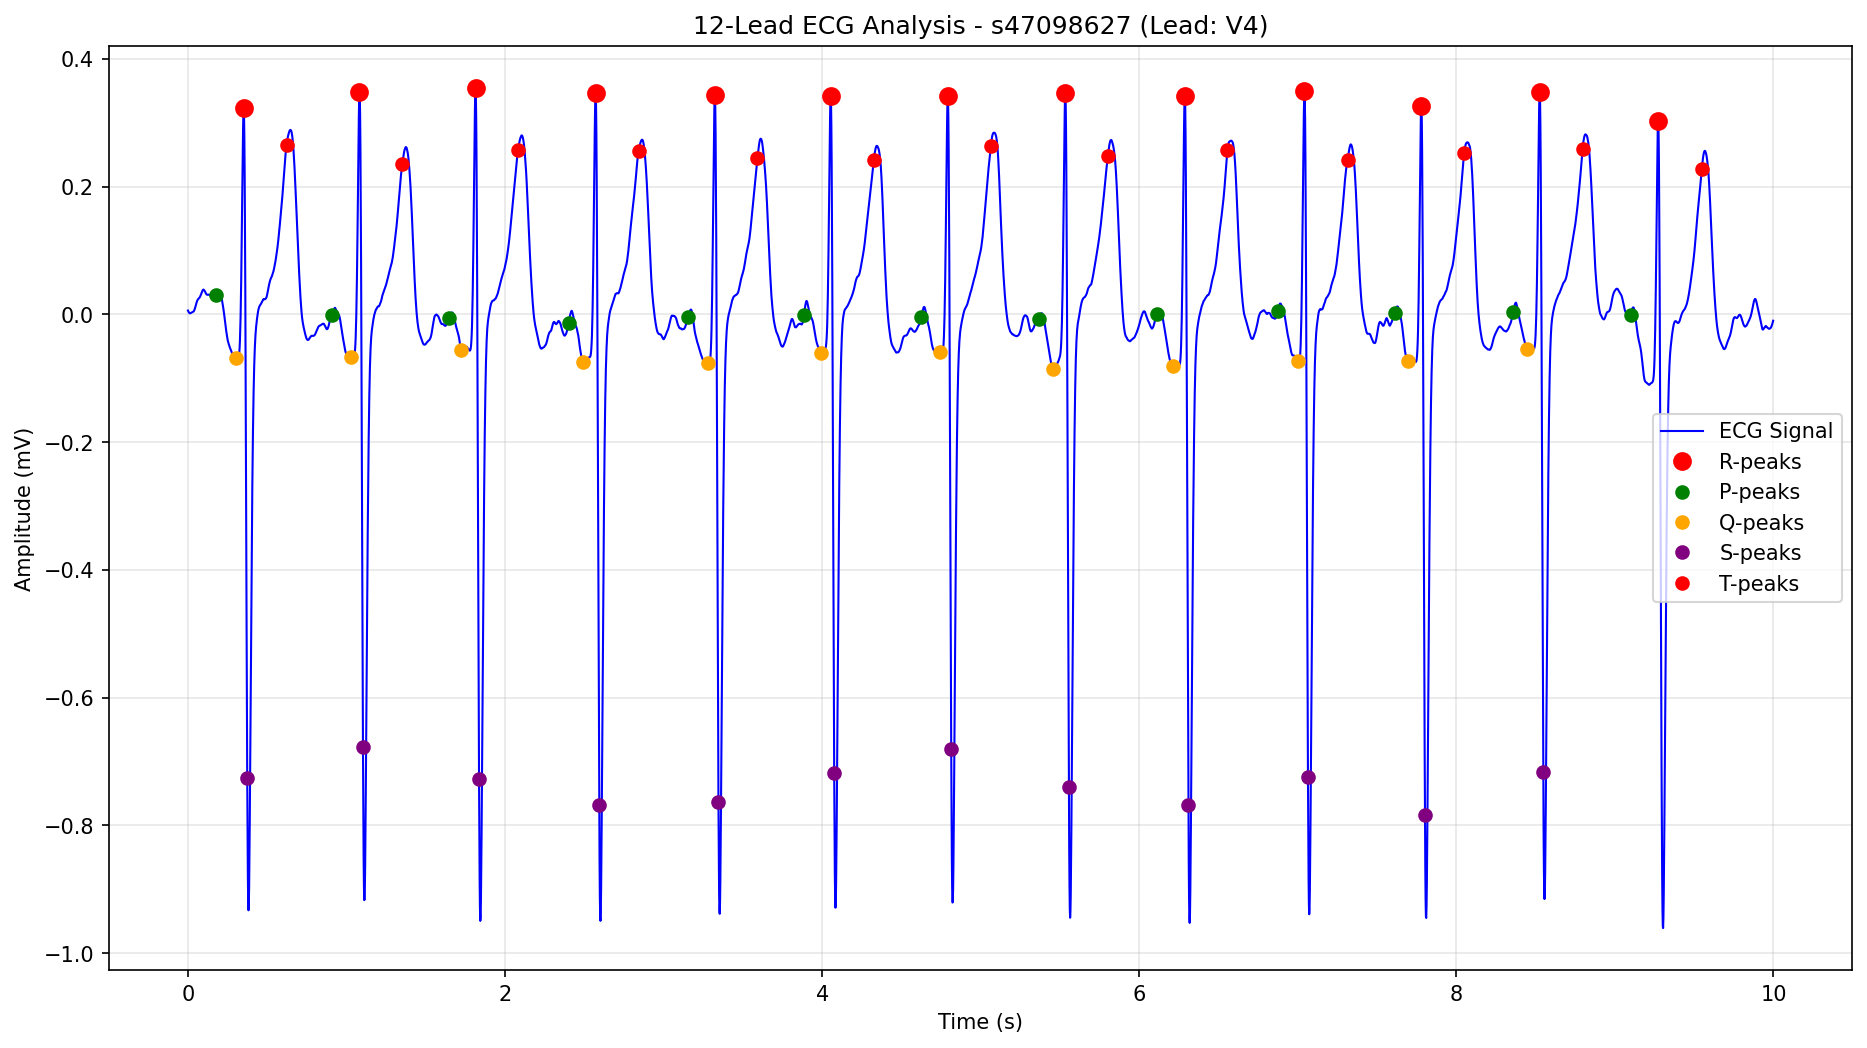 12-Lead ECG Analysis - s47098627 (Lead: V4)
Amplitude (mV)
0.4
0.2
0.0
−0.2
−0.4
−0.6
−0.8
−1.0
ECG Signal
R-peaks
P-peaks
Q-peaks
S-peaks
T-peaks
0 2 4 6 8 10
Time (s)